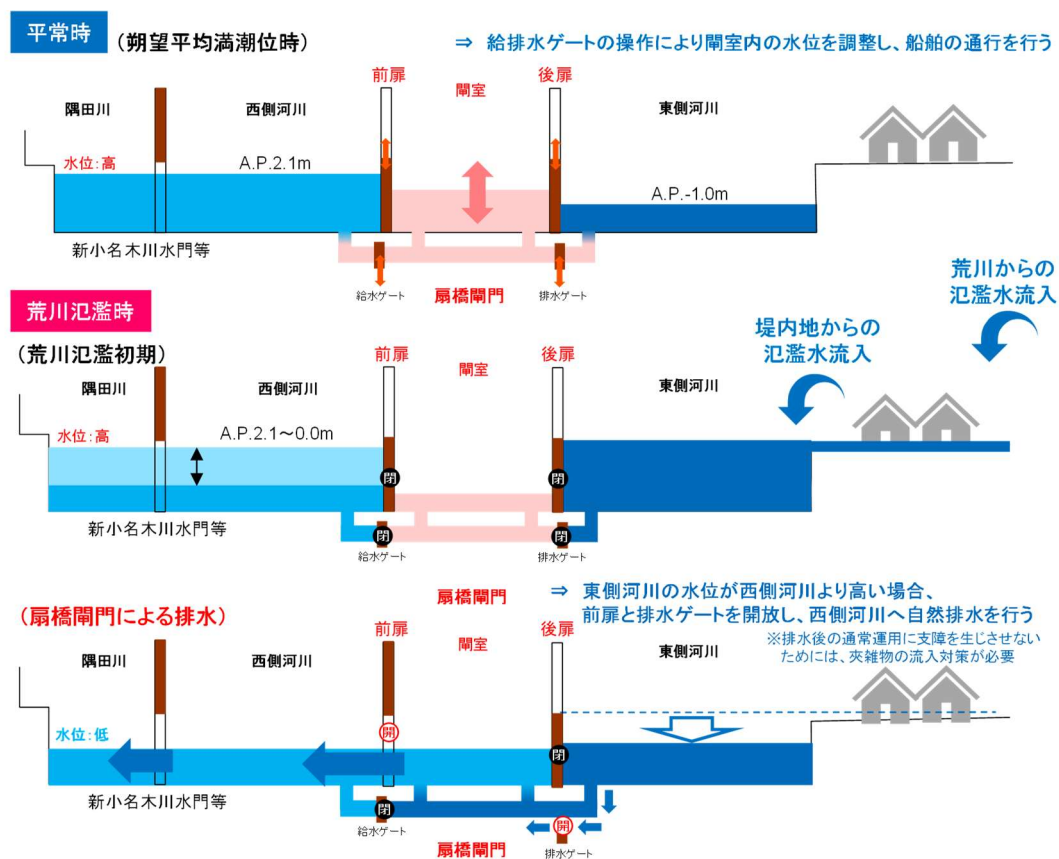 平常時
(朔望平均満潮位時)
⇒ 給排水ゲートの操作により閘室内の水位を調整し、船舶の通行を行う
前扉
閘室
後扉
隅田川
西側河川
東側河川
水位:高
A.P.2.1m
A.P.-1.0m
新小名木川水門等
給水ゲート
扇橋閘門
排水ゲート
荒川からの
氾濫水流入
荒川氾濫時
(荒川氾濫初期)
堤内地からの
氾濫水流入
前扉
閘室
後扉
隅田川
西側河川
東側河川
水位:高
A.P.2.1~0.0m
閉
閉
新小名木川水門等
閉
閉
給水ゲート
排水ゲート
扇橋閘門
⇒ 東側河川の水位が西側河川より高い場合、
前扉と排水ゲートを開放し、西側河川へ自然排水を行う
(扇橋閘門による排水)
※排水後の通常運用に支障を生じさせない
ためには、夾雑物の流入対策が必要
前扉
閘室
後扉
隅田川
西側河川
東側河川
水位:低
開
閉
新小名木川水門等
閉
開
給水ゲート
扇橋閘門
排水ゲート